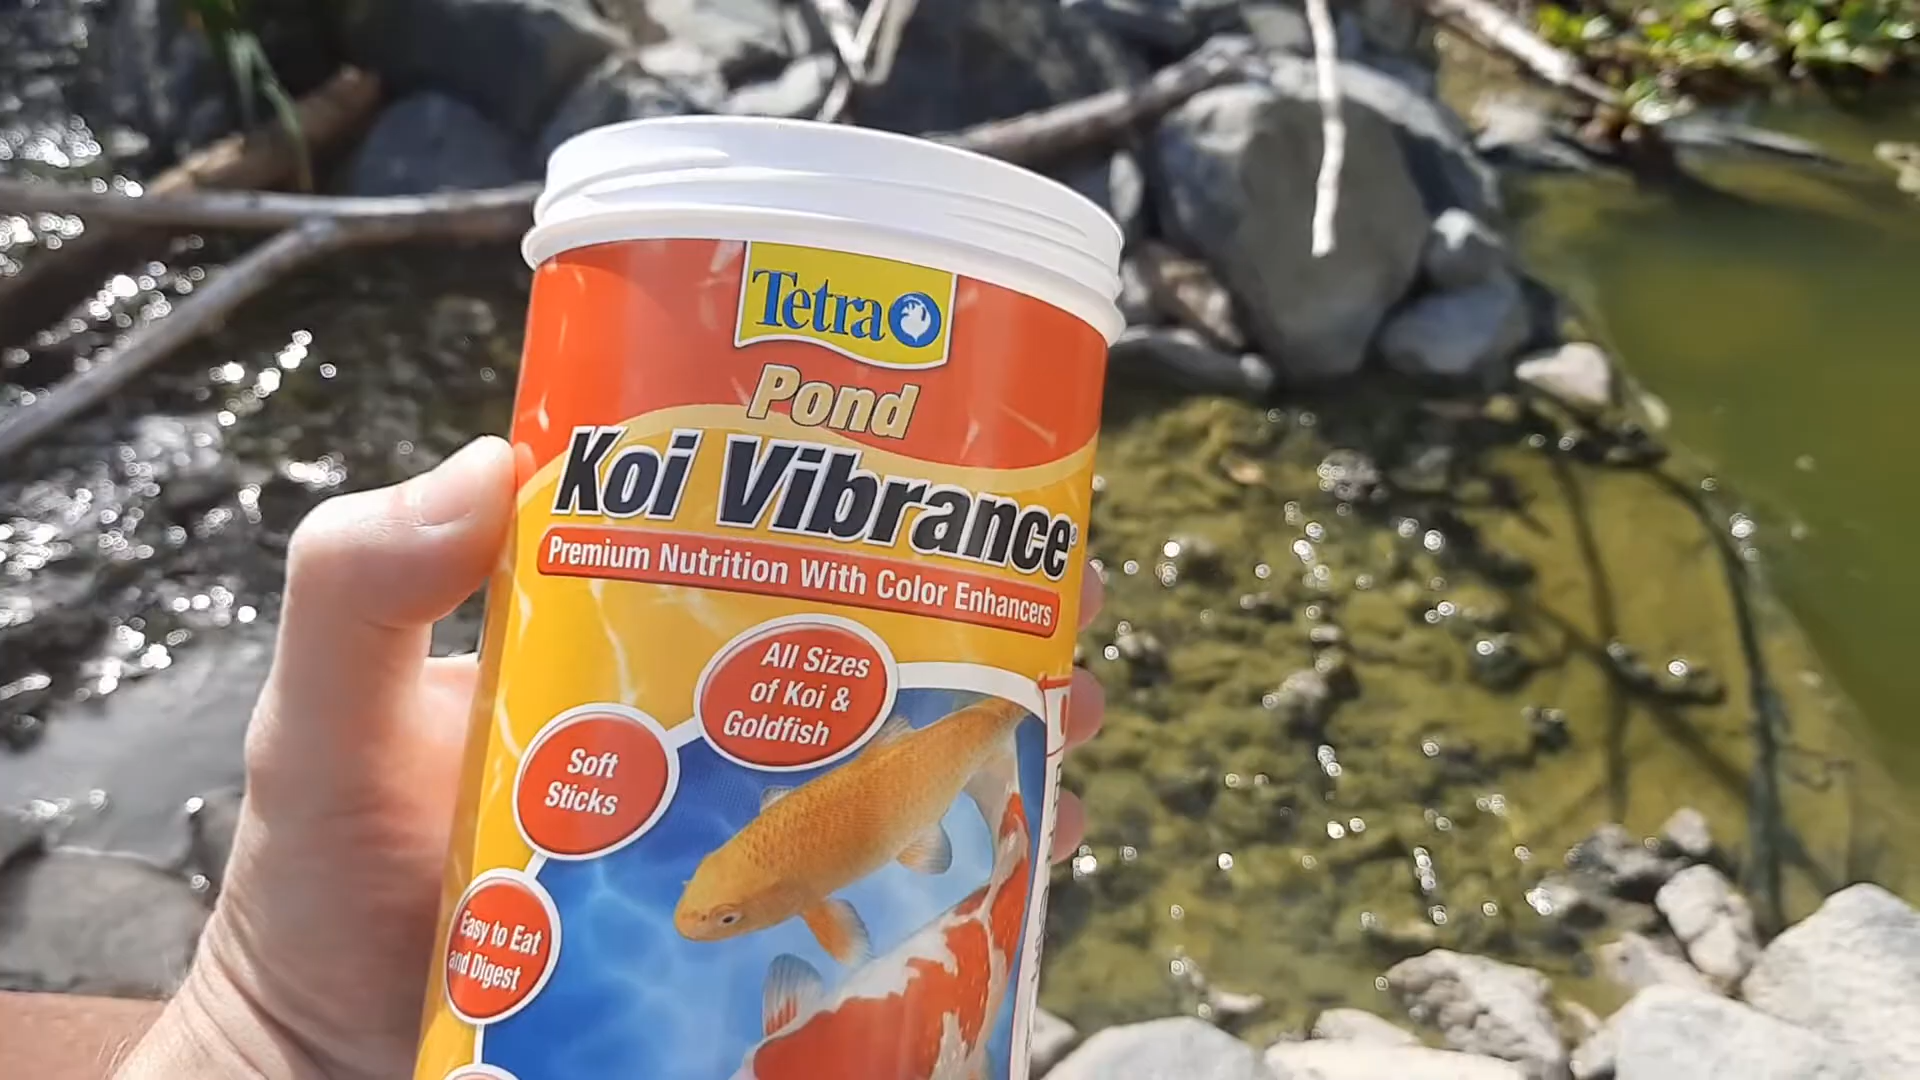 Tetra
Pond
Koi Vibrance®
Premium Nutrition With Color Enhancers
All Sizes
of Koi &
Goldfish
Soft
Sticks
Easy to Eat
and Digest